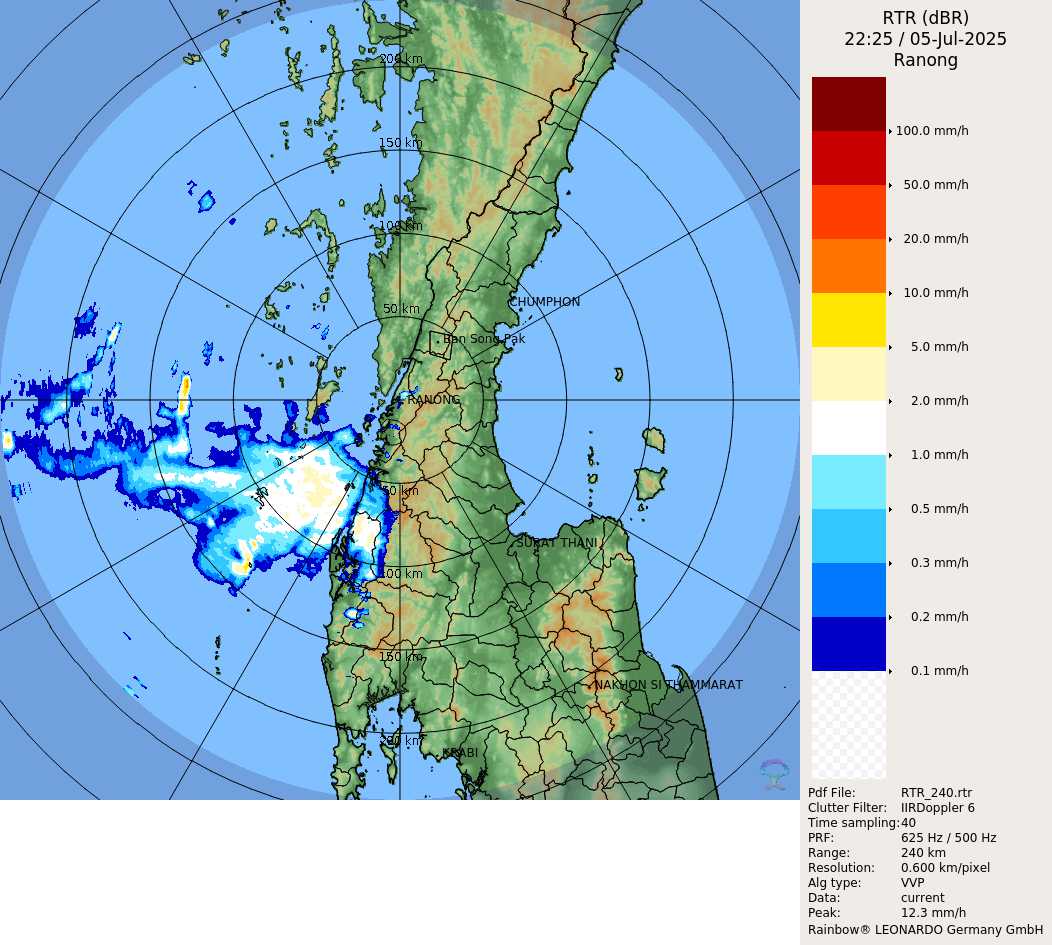 RTR (dBR)
22:25 / 05-Jul-2025
Ranong
200 km
150 km
100 km
50 km
CHUMPHON
Ban Song Pak
RANONG
50 km
SURAT THANI
100 km
150 km
NAKHON SI THAMMARAT
200 km
KRABI
100.0 mm/h
50.0 mm/h
20.0 mm/h
10.0 mm/h
5.0 mm/h
2.0 mm/h
1.0 mm/h
0.5 mm/h
0.3 mm/h
0.2 mm/h
0.1 mm/h
Pdf File: RTR_240.rtr
Clutter Filter: IIRDoppler 6
Time sampling: 40
PRF: 625 Hz / 500 Hz
Range: 240 km
Resolution: 0.600 km/pixel
Alg type: VVP
Data: current
Peak: 12.3 mm/h
Rainbow® LEONARDO Germany GmbH